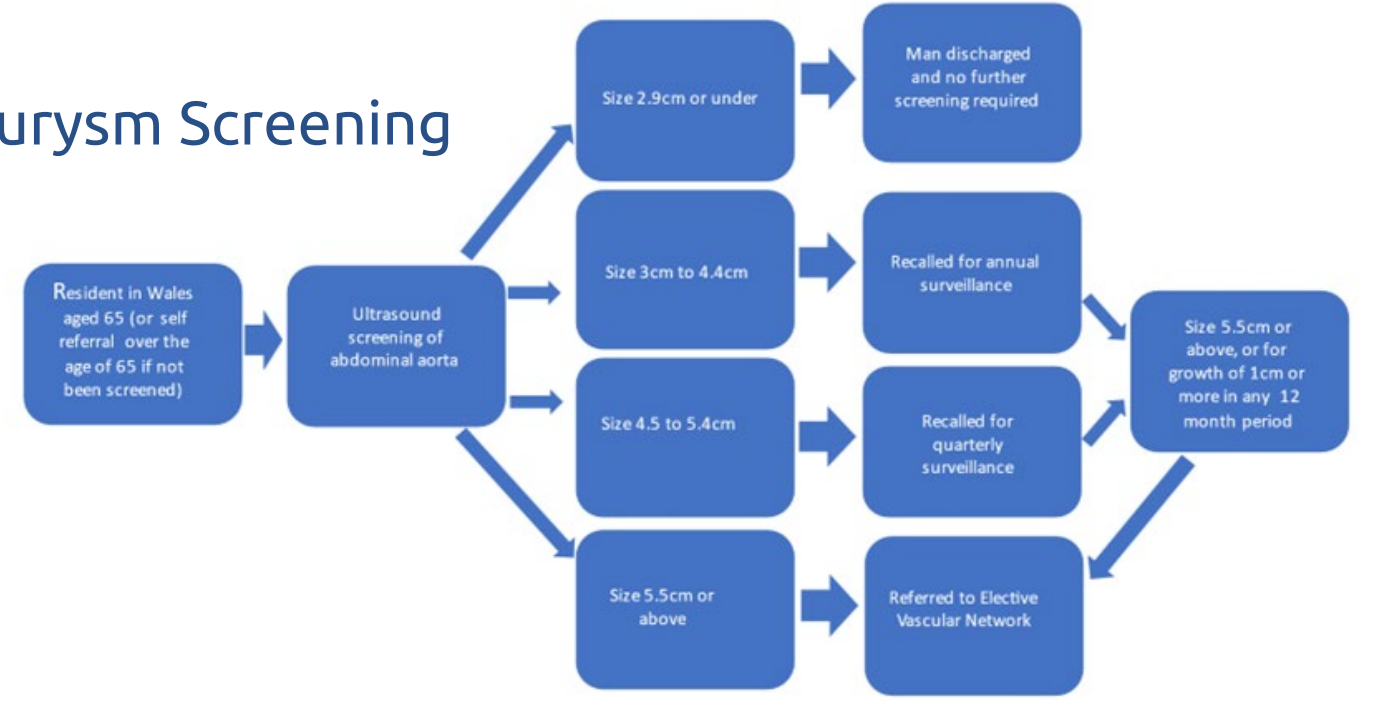 urysm Screening
Resident in Wales
aged 65 (or self
referral over the
age of 65 if not
been screened)
Ultrasound
screening of
abdominal aorta
Size 2.9cm or under
Man discharged
and no further
screening required
Size 3cm to 4.4cm
Recalled for annual
surveillance
Size 4.5 to 5.4cm
Recalled for
quarterly
surveillance
Size 5.5cm or
above, or for
growth of 1cm or
more in any 12
month period
Size 5.5cm or
above
Referred to Elective
Vascular Network